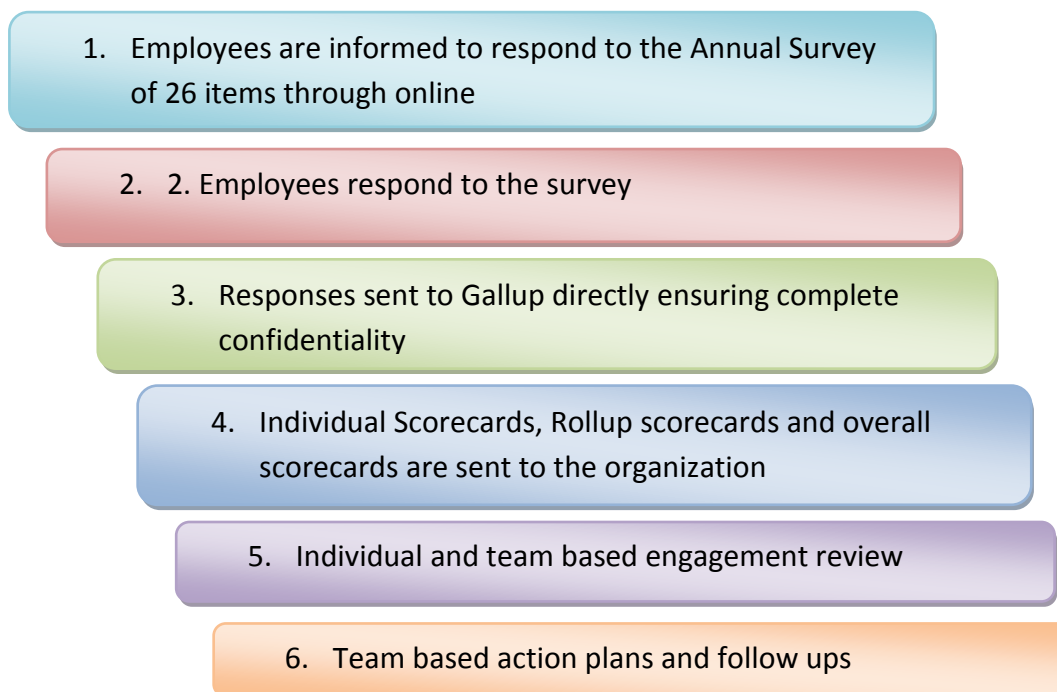 1. Employees are informed to respond to the Annual Survey
of 26 items through online
2. 2. Employees respond to the survey
3. Responses sent to Gallup directly ensuring complete
confidentiality
4. Individual Scorecards, Rollup scorecards and overall
scorecards are sent to the organization
5. Individual and team based engagement review
6. Team based action plans and follow ups